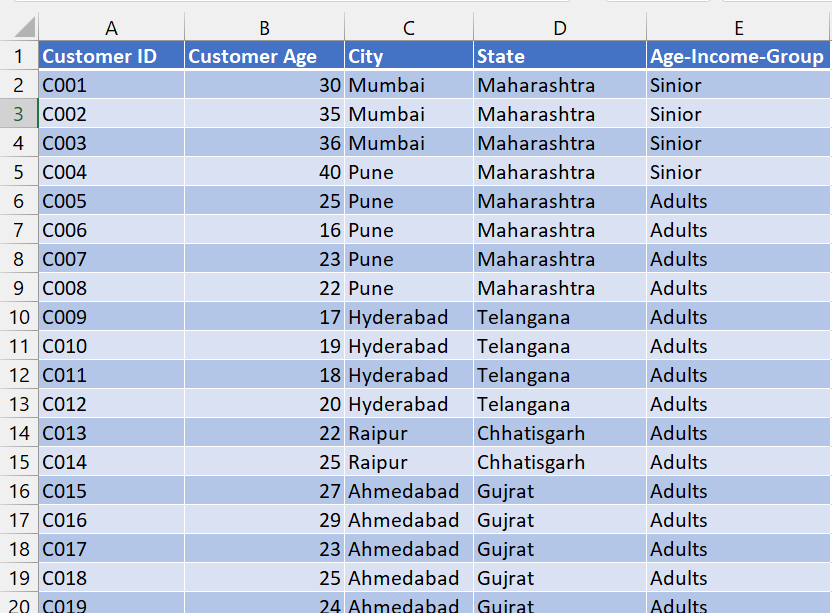 A B C D E
1 Customer ID Customer Age City State Age-Income-Group
2 C001 30 Mumbai Maharashtra Sinior
3 C002 35 Mumbai Maharashtra Sinior
4 C003 36 Mumbai Maharashtra Sinior
5 C004 40 Pune Maharashtra Sinior
6 C005 25 Pune Maharashtra Adults
7 C006 16 Pune Maharashtra Adults
8 C007 23 Pune Maharashtra Adults
9 C008 22 Pune Maharashtra Adults
10 C009 17 Hyderabad Telangana Adults
11 C010 19 Hyderabad Telangana Adults
12 C011 18 Hyderabad Telangana Adults
13 C012 20 Hyderabad Telangana Adults
14 C013 22 Raipur Chhatisgarh Adults
15 C014 25 Raipur Chhatisgarh Adults
16 C015 27 Ahmedabad Gujrat Adults
17 C016 29 Ahmedabad Gujrat Adults
18 C017 23 Ahmedabad Gujrat Adults
19 C018 25 Ahmedabad Gujrat Adults
20 C019 24 Ahmedabad Gujrat Adults